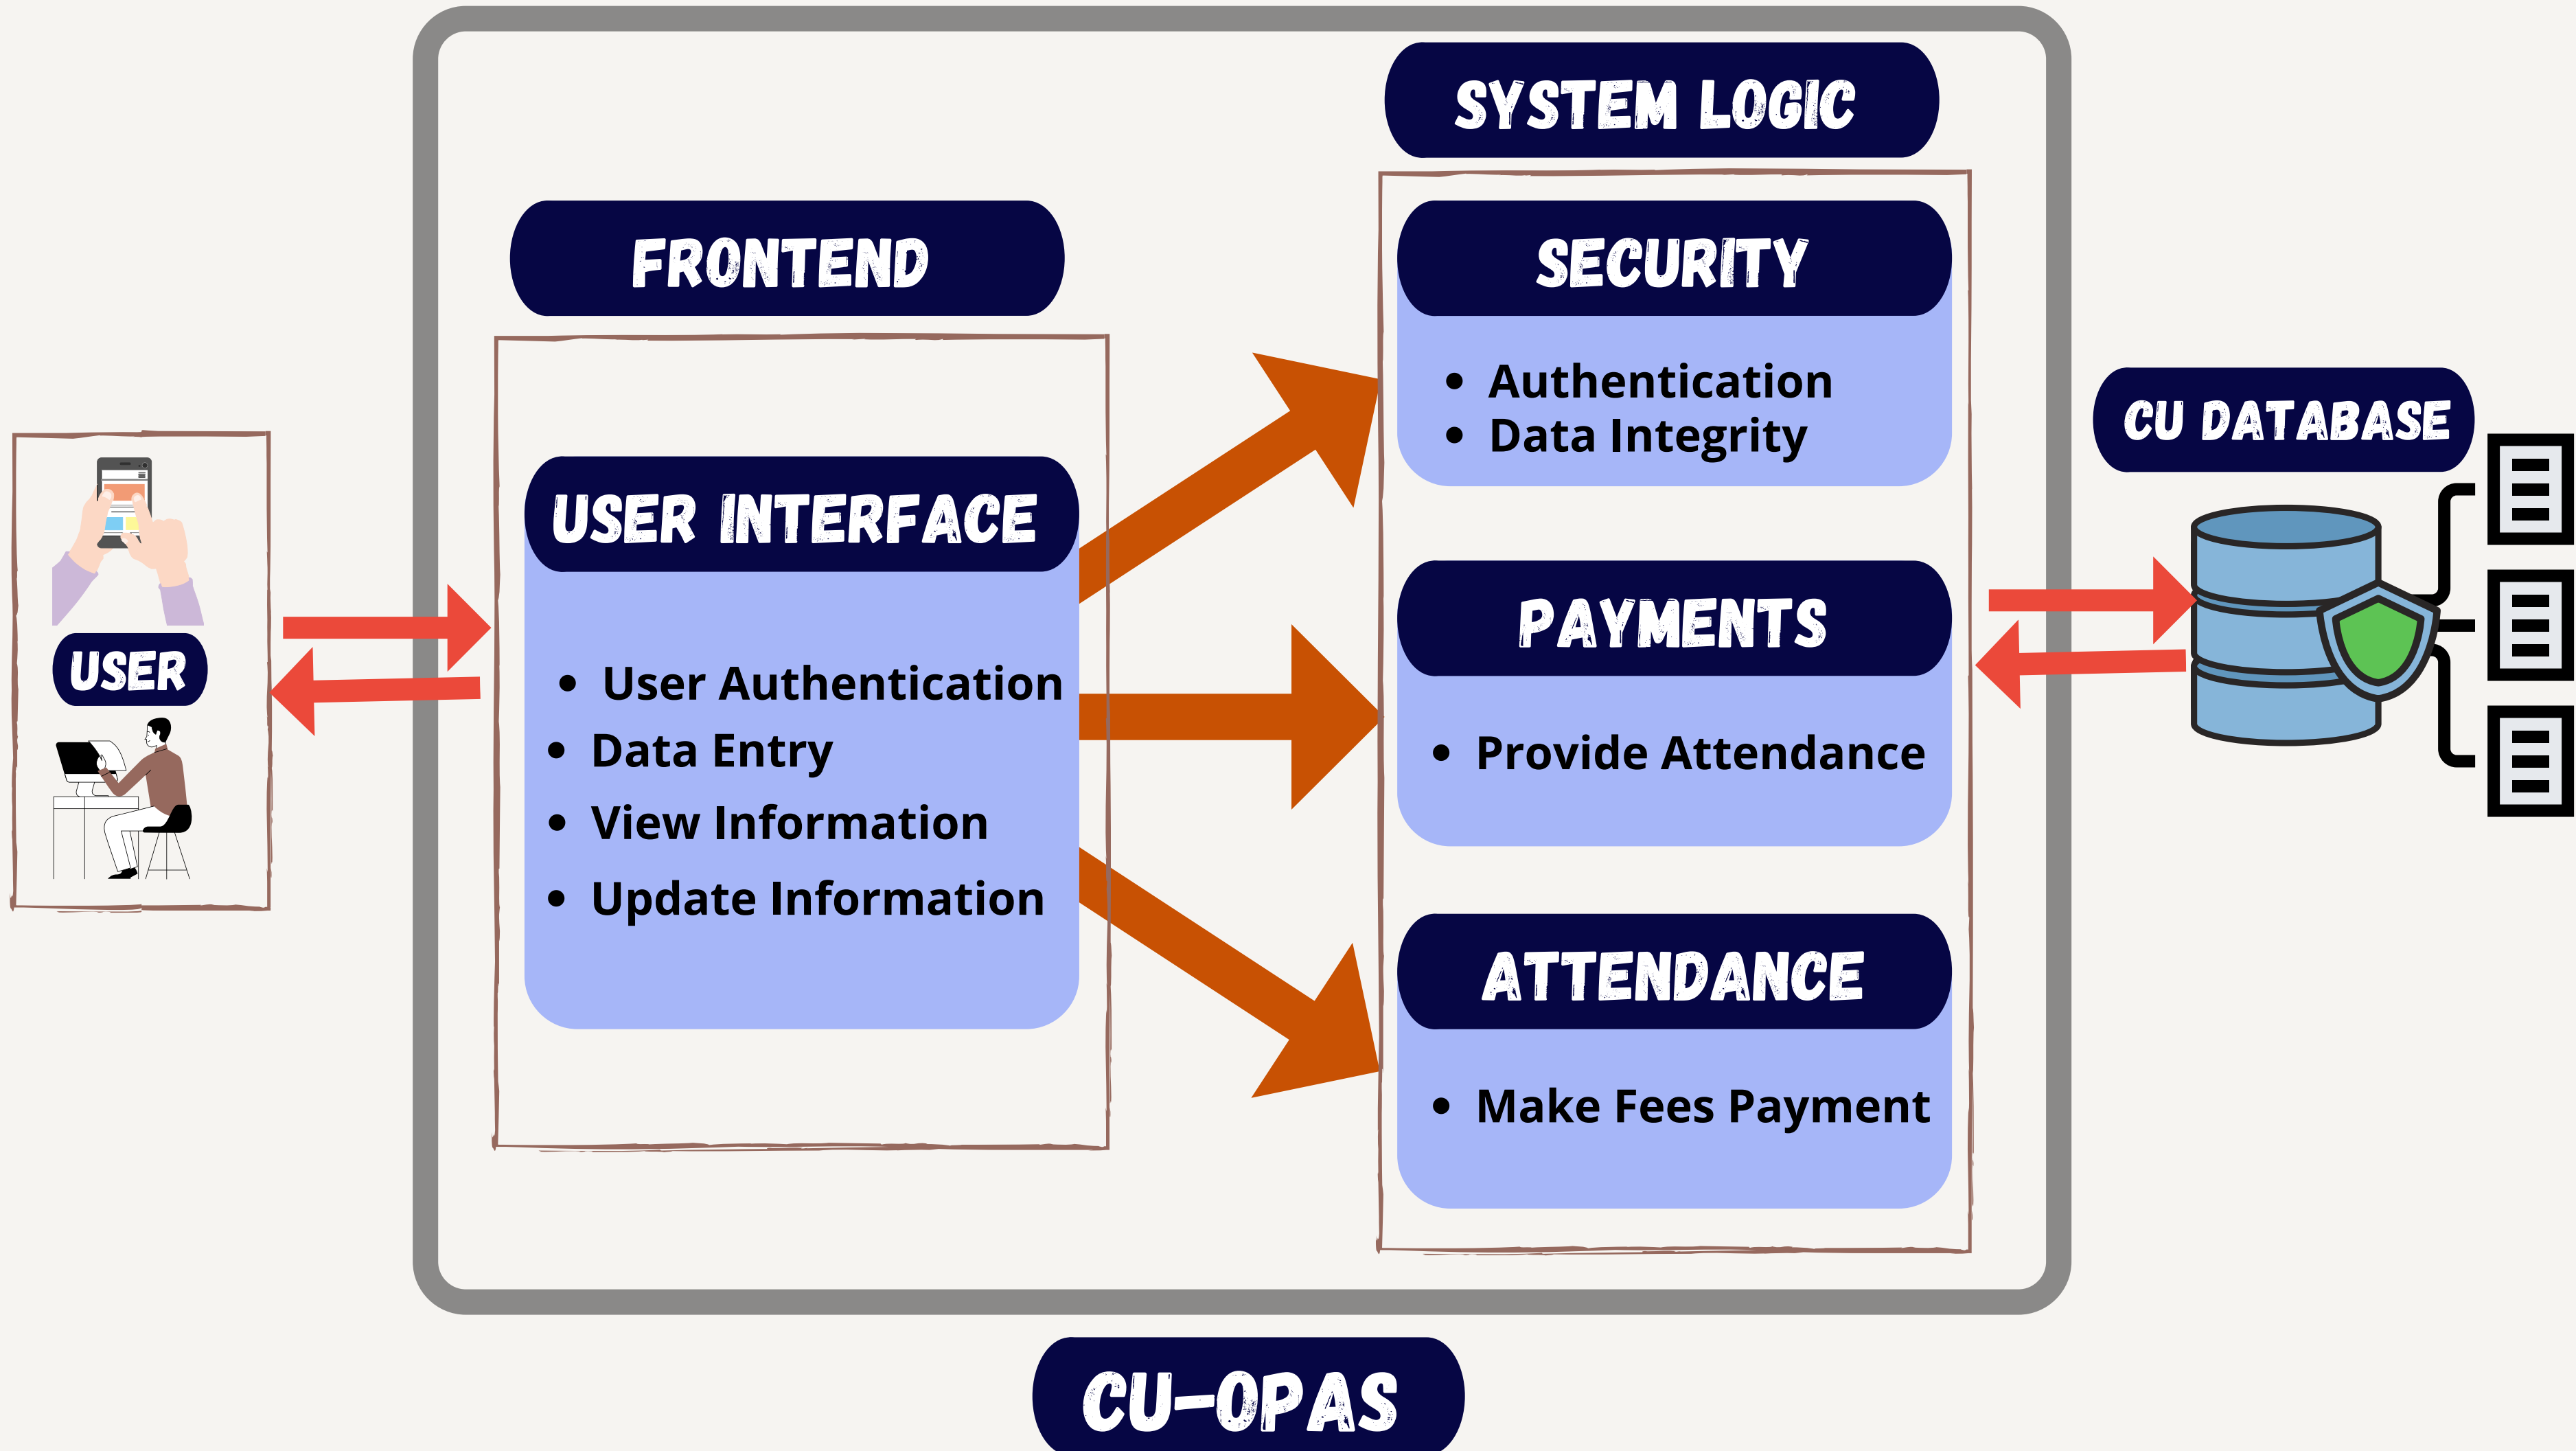 SYSTEM LOGIC
FRONTEND
SECURITY
• Authentication
• Data Integrity
CU DATABASE
USER INTERFACE
• User Authentication
• Data Entry
• View Information
• Update Information
USER
PAYMENTS
• Provide Attendance
ATTENDANCE
• Make Fees Payment
CU-OPAS